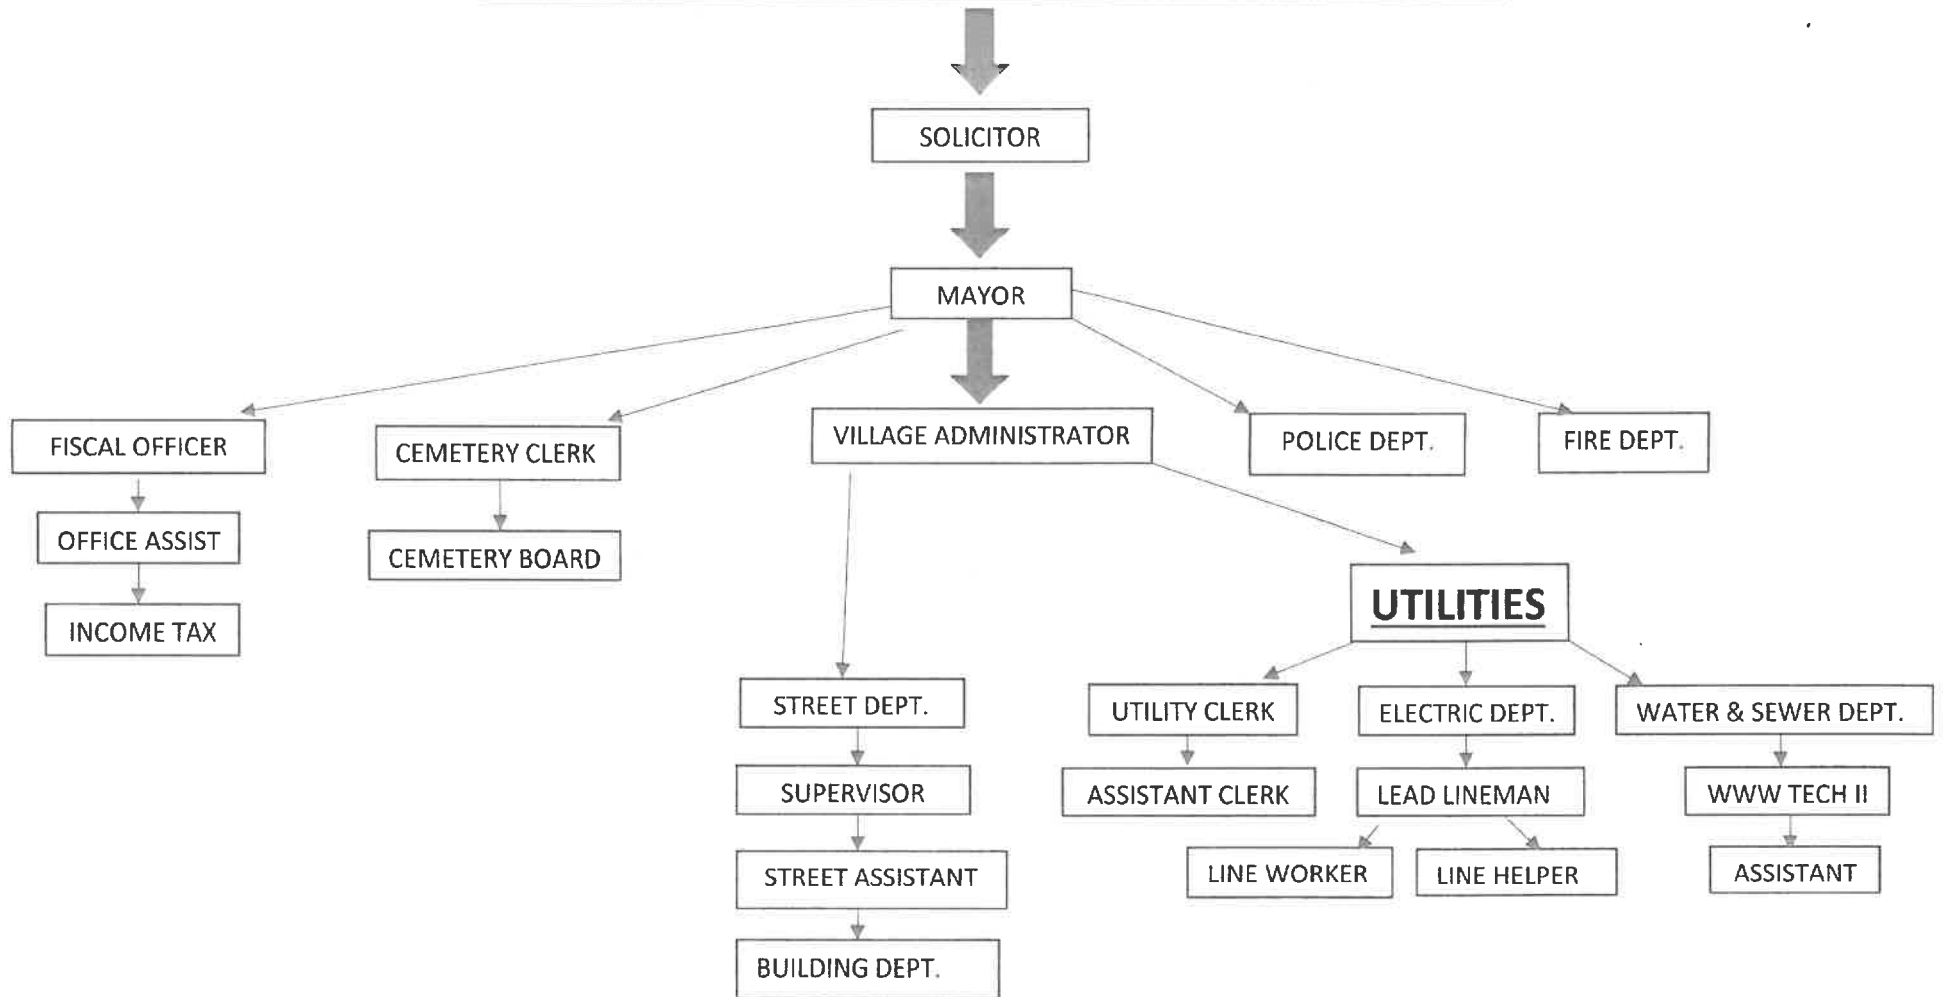 SOLICITOR
MAYOR
FISCAL OFFICER
CEMETERY CLERK
VILLAGE ADMINISTRATOR
POLICE DEPT.
FIRE DEPT.
OFFICE ASSIST
CEMETERY BOARD
INCOME TAX
UTILITIES
STREET DEPT.
UTILITY CLERK
ELECTRIC DEPT.
WATER & SEWER DEPT.
SUPERVISOR
ASSISTANT CLERK
LEAD LINEMAN
WWW TECH II
STREET ASSISTANT
LINE WORKER
LINE HELPER
ASSISTANT
BUILDING DEPT.